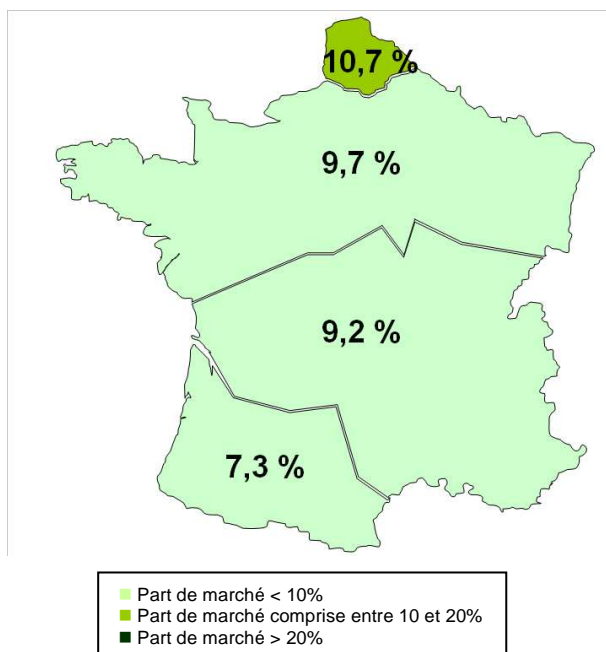 10,7 %
9,7 %
9,2 %
7,3 %
Part de marché < 10%
Part de marché comprise entre 10 et 20%
Part de marché > 20%